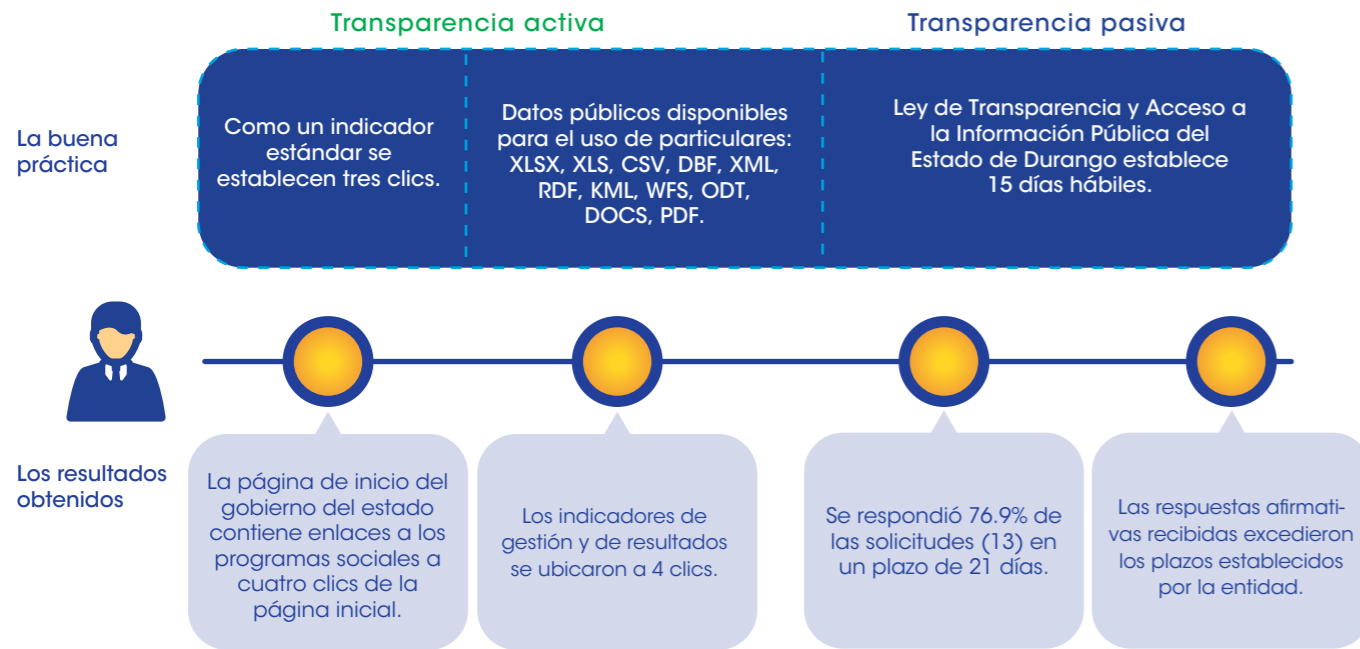 Transparencia activa
Transparencia pasiva
La buena
práctica
Como un indicador
estándar se
establecen tres clics.
Datos públicos disponibles
para el uso de particulares:
XLSX, XLS, CSV, DBF, XML,
RDF, KML, WFS, ODT,
DOCS, PDF.
Ley de Transparencia y Acceso a
la Información Pública del
Estado de Durango establece
15 días hábiles.
Los resultados
obtenidos
La página de inicio del
gobierno del estado
contiene enlaces a los
programas sociales a
cuatro clics de la
página inicial.
Los indicadores de
gestión y de resultados
se ubicaron a 4 clics.
Se respondió 76.9% de
las solicitudes (13) en
un plazo de 21 días.
Las respuestas afirmati-
vas recibidas excedieron
los plazos establecidos
por la entidad.